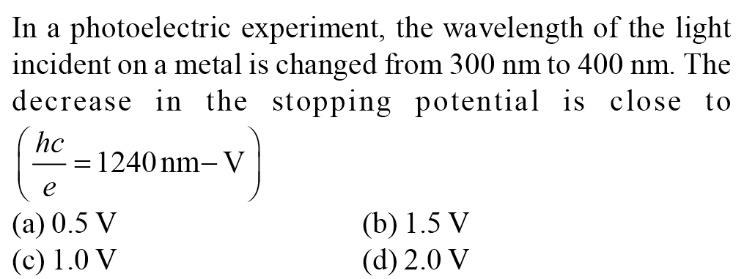 In a photoelectric experiment, the wavelength of the light
incident on a metal is changed from 300 nm to 400 nm. The
decrease in the stopping potential is close to
(hc/e = 1240 nm– V)
(a) 0.5 V (b) 1.5 V
(c) 1.0 V (d) 2.0 V